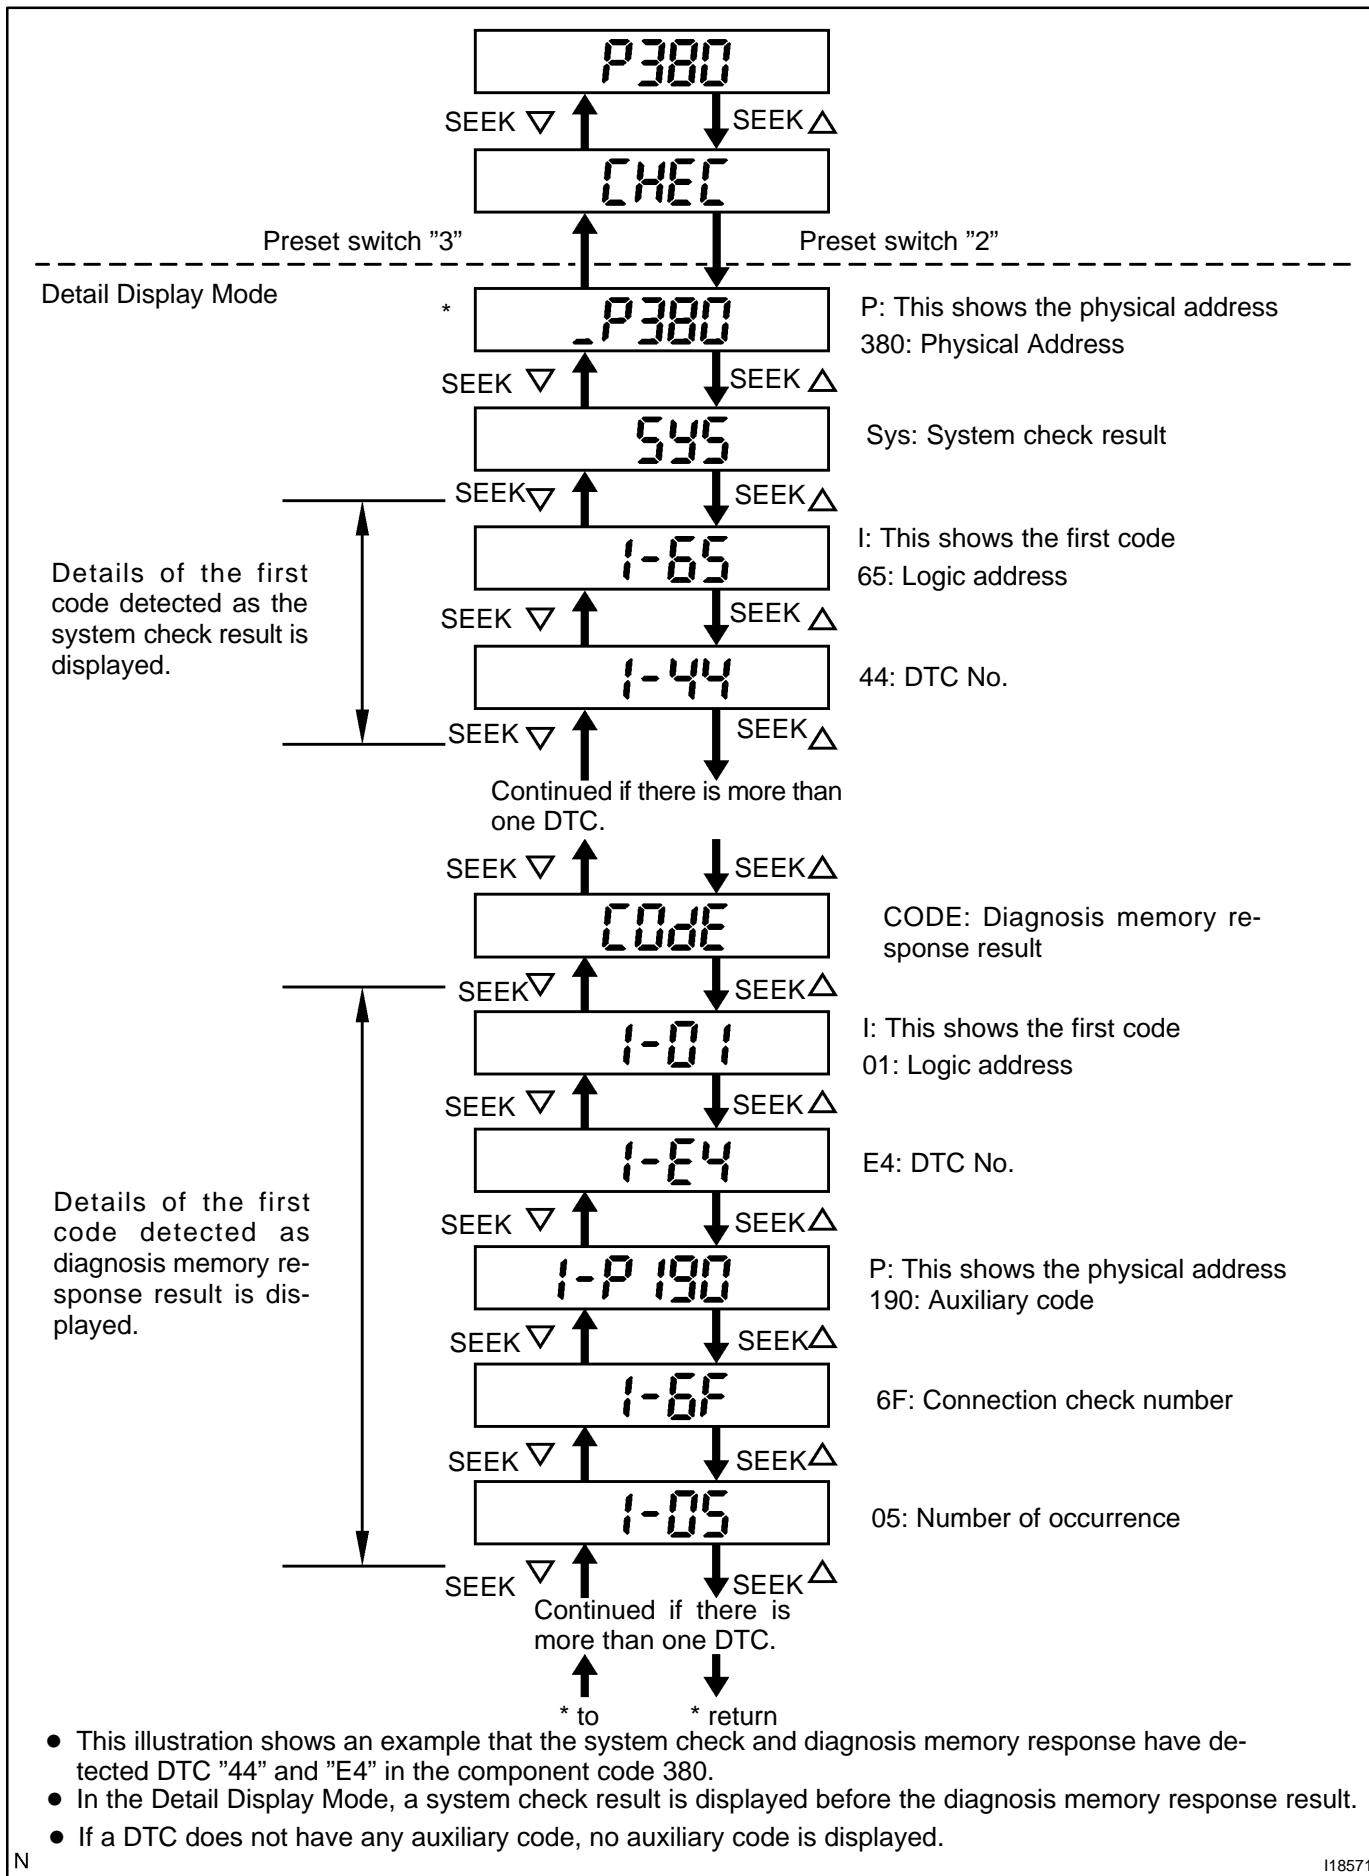 P380
SEEK ▽ SEEK △
CHEC
Preset switch ”3” Preset switch ”2”
Detail Display Mode
* _P380
P: This shows the physical address
380: Physical Address
SEEK ▽ SEEK △
SYS
Sys: System check result
SEEK ▽ SEEK △
1-65
I: This shows the first code
65: Logic address
SEEK ▽ SEEK △
Details of the first
code detected as the
system check result is
displayed.
1-44
44: DTC No.
SEEK ▽ SEEK △
Continued if there is more than
one DTC.
SEEK ▽ SEEK △
COdE
CODE: Diagnosis memory re-
sponse result
SEEK ▽ SEEK △
1-01
I: This shows the first code
01: Logic address
SEEK ▽ SEEK △
1-E4
E4: DTC No.
Details of the first
code detected as
diagnosis memory re-
sponse result is dis-
played.
SEEK ▽ SEEK △
1-P190
P: This shows the physical address
190: Auxiliary code
SEEK ▽ SEEK △
1-6F
6F: Connection check number
SEEK ▽ SEEK △
1-05
05: Number of occurrence
SEEK ▽ SEEK △
Continued if there is
more than one DTC.
* to * return
● This illustration shows an example that the system check and diagnosis memory response have de-
tected DTC ”44” and ”E4” in the component code 380.
● In the Detail Display Mode, a system check result is displayed before the diagnosis memory response result.
● If a DTC does not have any auxiliary code, no auxiliary code is displayed.
N I18571